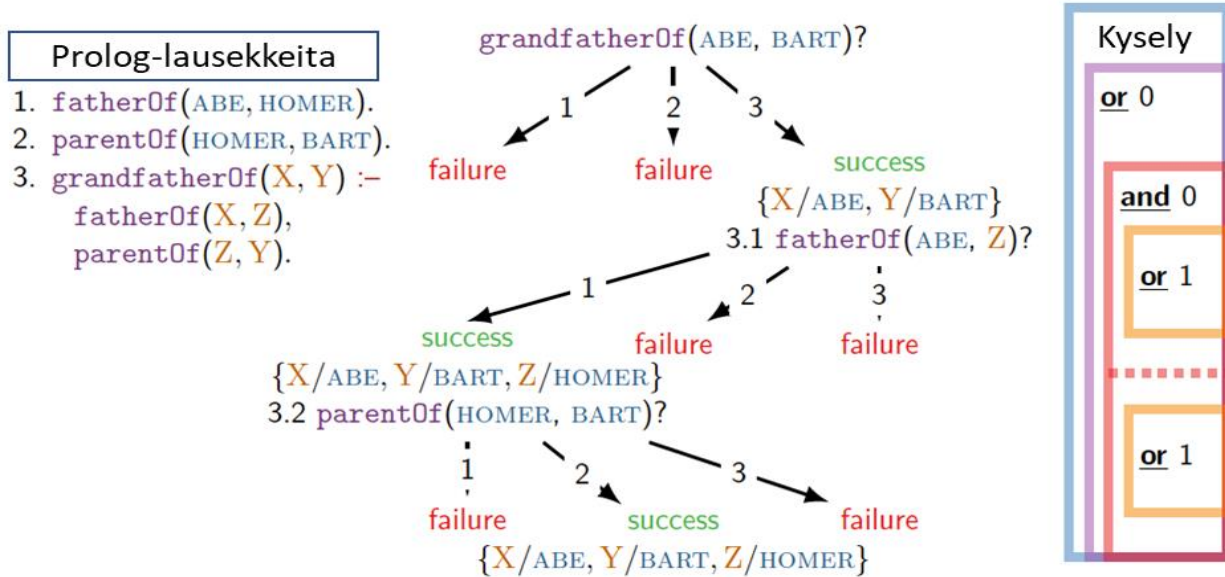 Prolog-lausekkeita
1. fatherOf(ABE, HOMER).
2. parentOf(HOMER, BART).
3. grandfatherOf(X, Y) :–
fatherOf(X, Z),
parentOf(Z, Y).
grandfatherOf(ABE, BART)?
1 2 3
failure failure success
{X/ABE, Y/BART}
3.1 fatherOf(ABE, Z)?
1 2 3
success failure failure
{X/ABE, Y/BART, Z/HOMER}
3.2 parentOf(HOMER, BART)?
1 2 3
failure success failure
{X/ABE, Y/BART, Z/HOMER}
Kysely
or 0
and 0
or 1
or 1